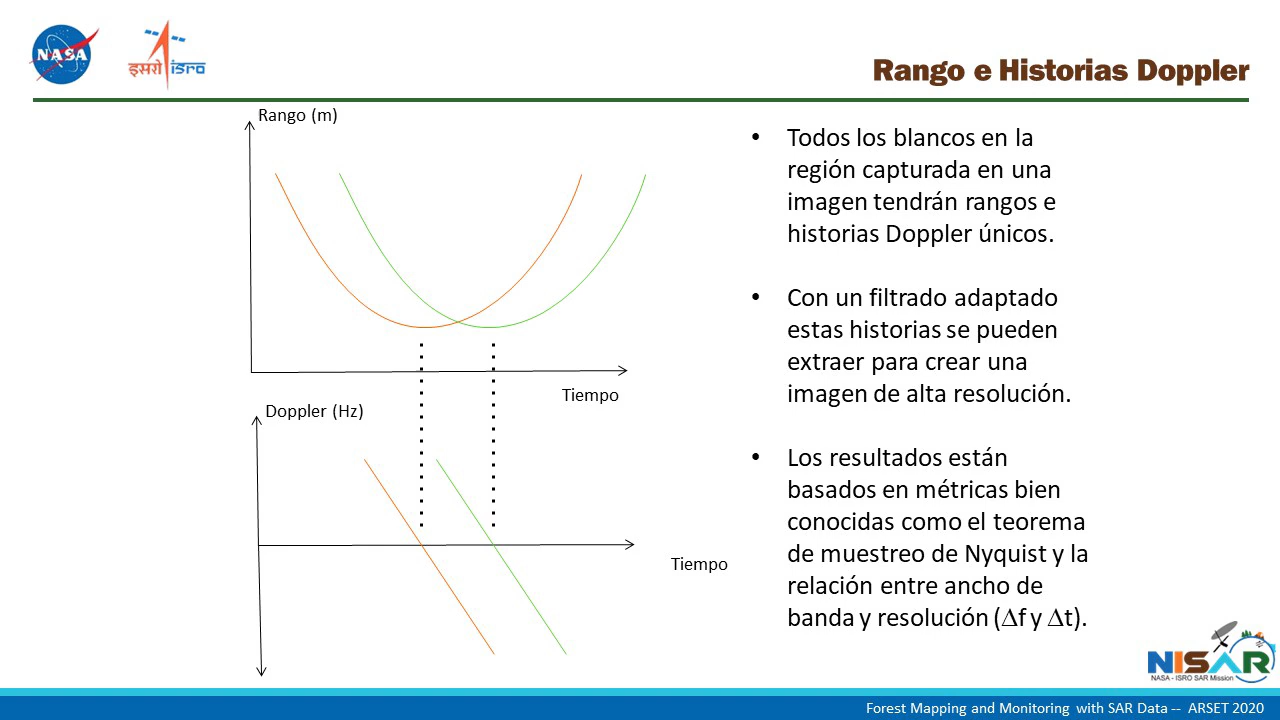 NASA
इसरो isro
Rango e Historias Doppler
Rango (m)
Tiempo
Doppler (Hz)
Tiempo
• Todos los blancos en la
región capturada en una
imagen tendrán rangos e
historias Doppler únicos.
• Con un filtrado adaptado
estas historias se pueden
extraer para crear una
imagen de alta resolución.
• Los resultados están
basados en métricas bien
conocidas como el teorema
de muestreo de Nyquist y la
relación entre ancho de
banda y resolución (∆f y ∆t).
NISAR
NASA - ISRO SAR Mission
Forest Mapping and Monitoring with SAR Data -- ARSET 2020